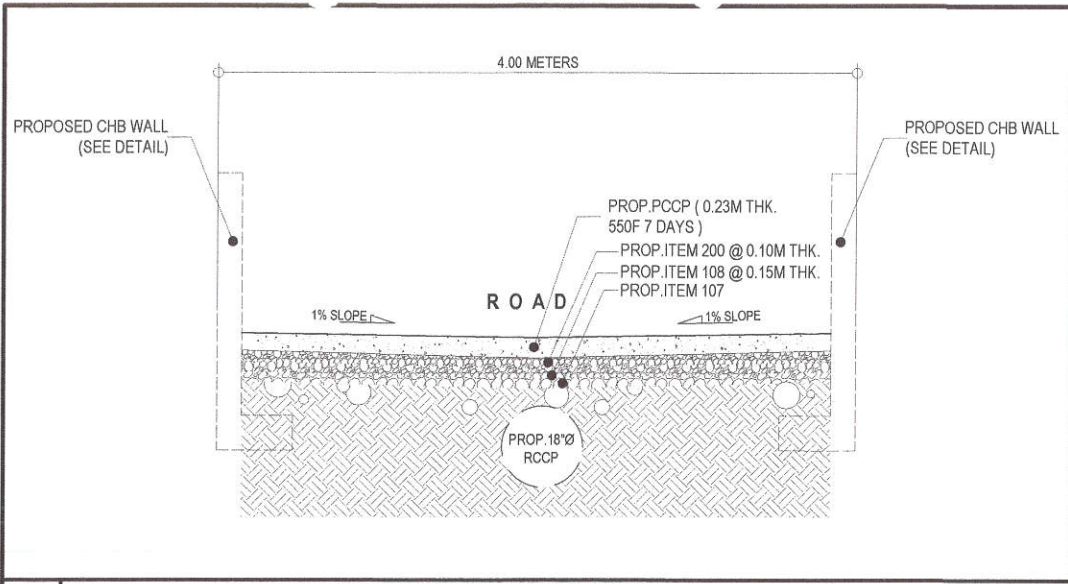 4.00 METERS
PROPOSED CHB WALL
(SEE DETAIL)
PROPOSED CHB WALL
(SEE DETAIL)
PROP.PCCP ( 0.23M THK.
550F 7 DAYS )
PROP.ITEM 200 @ 0.10M THK.
PROP.ITEM 108 @ 0.15M THK.
PROP.ITEM 107
ROAD
1% SLOPE
1% SLOPE
PROP.18"Ø
RCCP